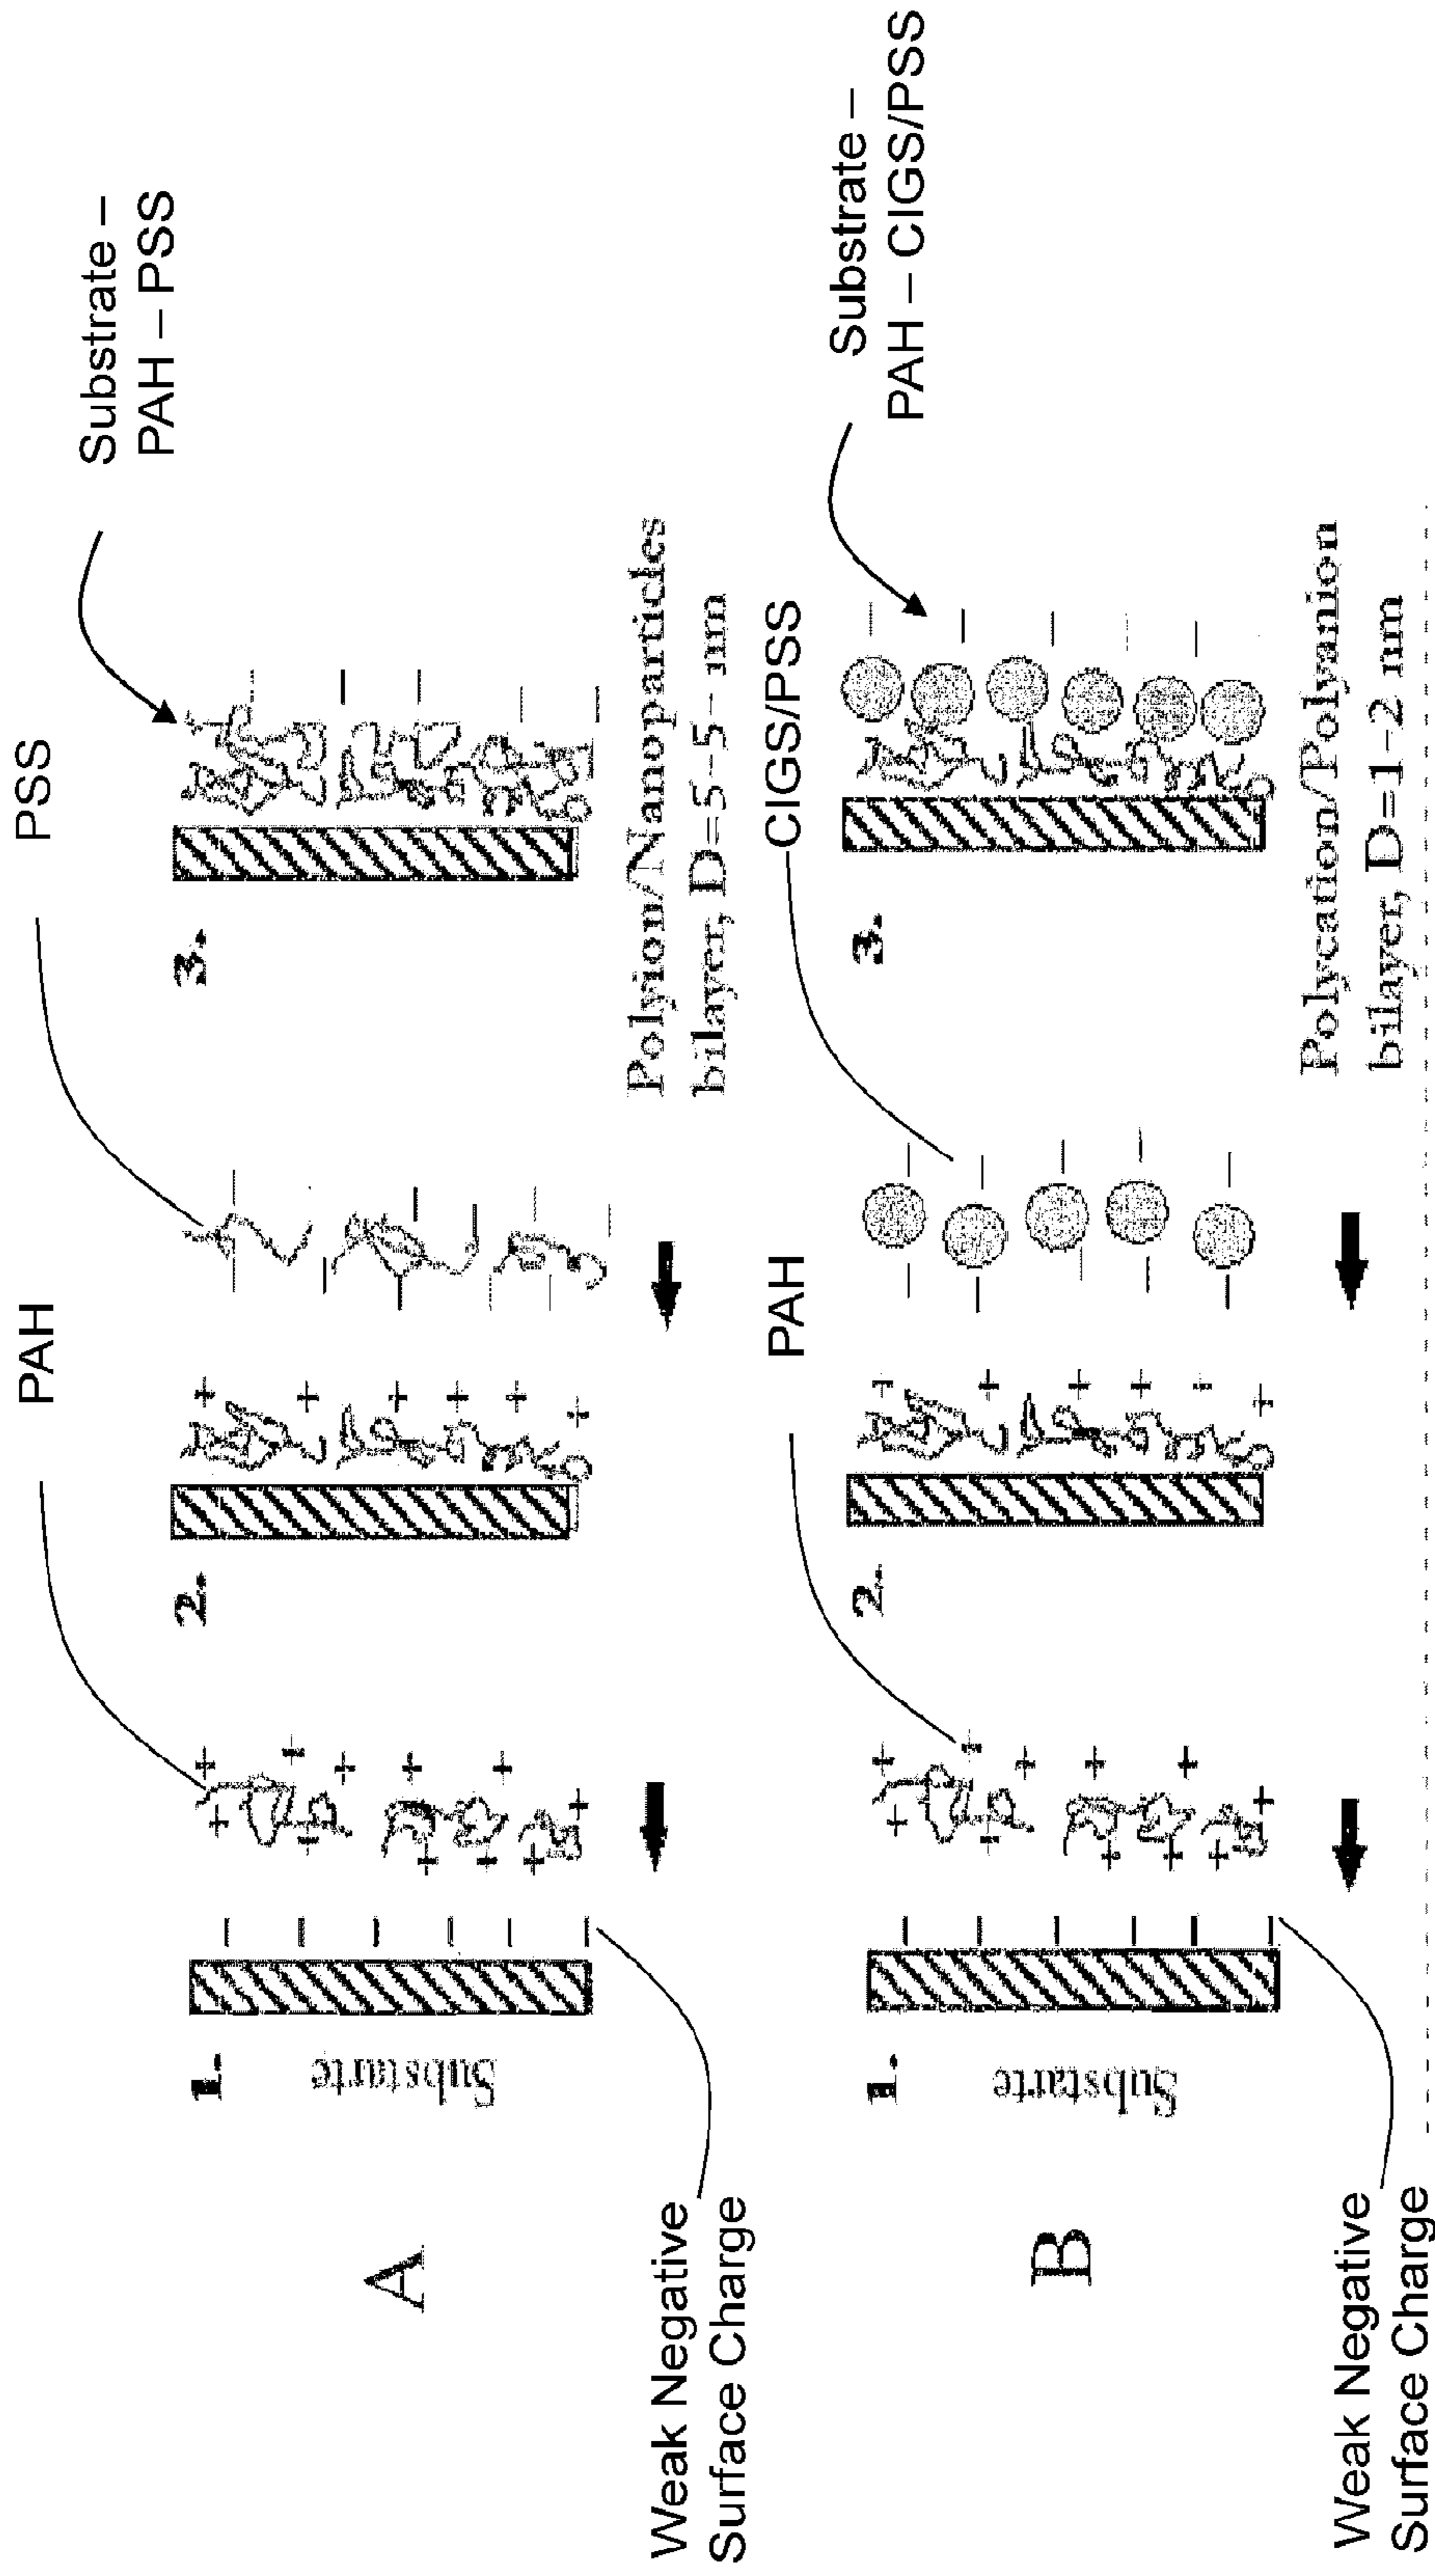 PAH
PSS
Substrate –
PAH – PSS
1.
2.
3.
Substarte
A
Weak Negative
Surface Charge
Polyion/Nanoparticles
bilayer, D=5-5- nm
PAH
CIGS/PSS
Substrate –
PAH – CIGS/PSS
1.
2.
3.
Substarte
B
Weak Negative
Surface Charge
Polycation/Polyanion
bilayer, D=1-2 nm